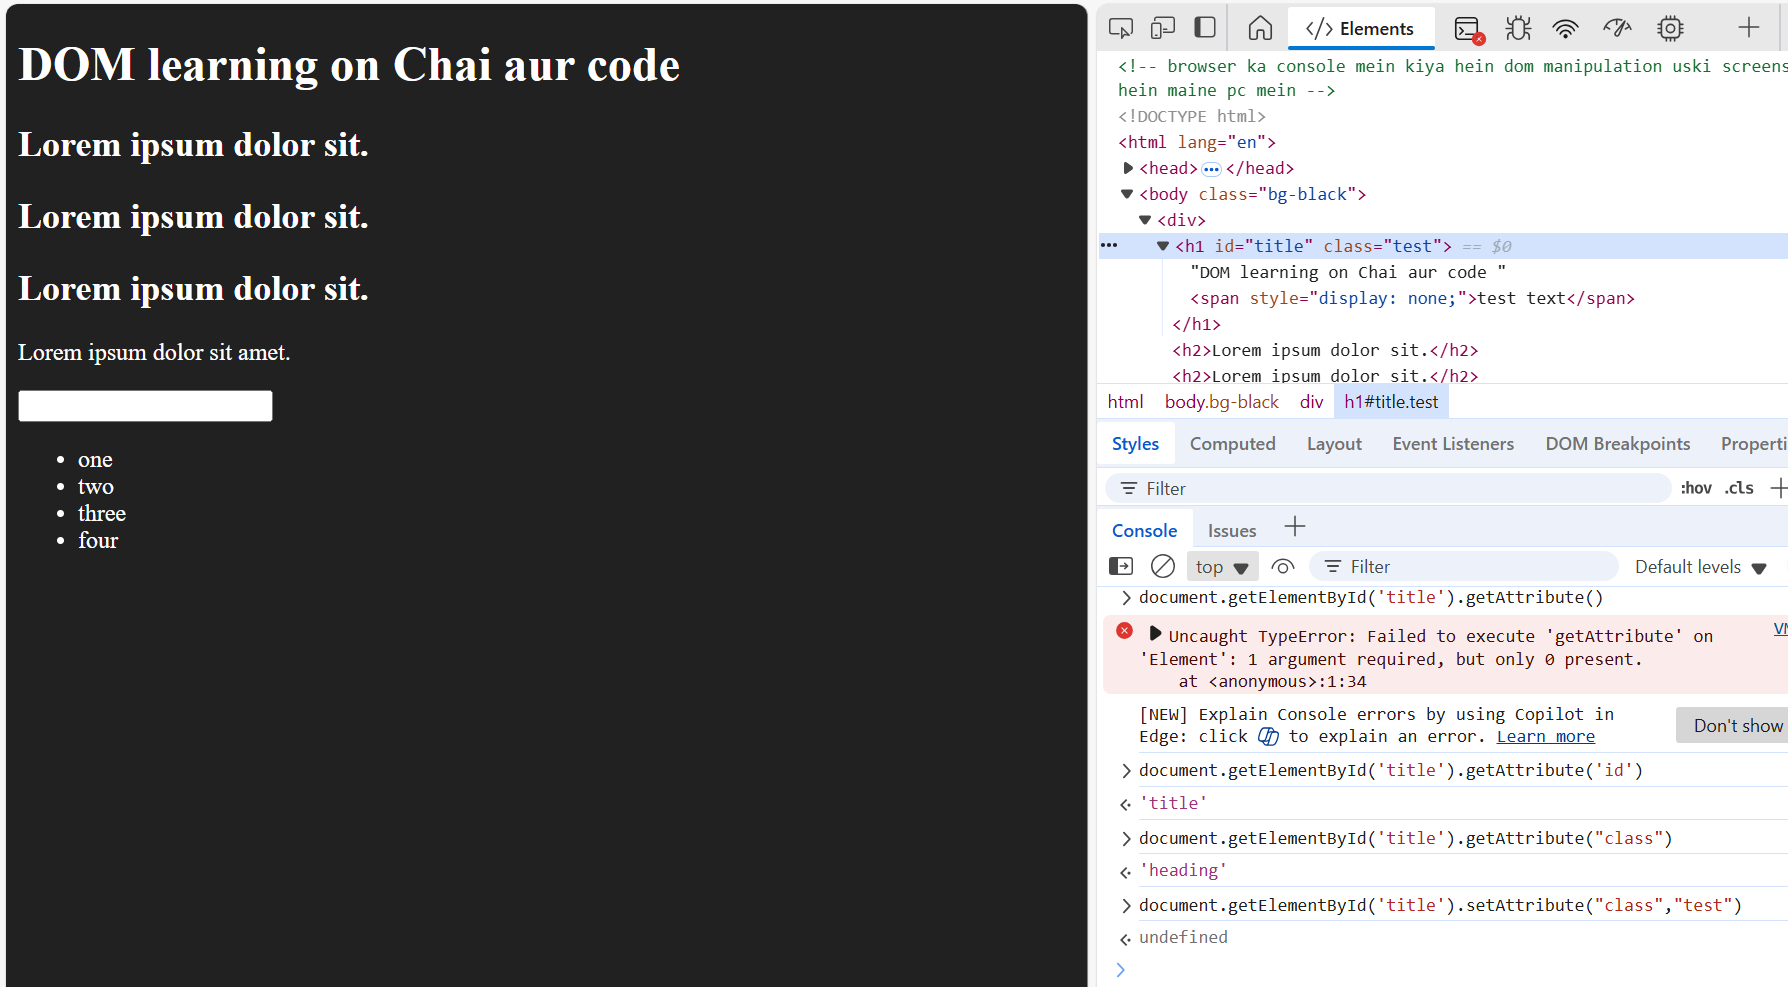 DOM learning on Chai aur code
Lorem ipsum dolor sit.
Lorem ipsum dolor sit.
Lorem ipsum dolor sit.
Lorem ipsum dolor sit amet.
one
two
three
four
</> Elements
<!-- browser ka console mein kiya hein dom manipulation uski screens
hein maine pc mein -->
<!DOCTYPE html>
<html lang="en">
<head>…</head>
<body class="bg-black">
<div>
<h1 id="title" class="test"> == $0
"DOM learning on Chai aur code "
<span style="display: none;">test text</span>
</h1>
<h2>Lorem ipsum dolor sit.</h2>
<h2>Lorem ipsum dolor sit.</h2>
html body.bg-black div h1#title.test
Styles Computed Layout Event Listeners DOM Breakpoints Properti
Filter :hov .cls
Console Issues
top Filter Default levels
document.getElementById('title').getAttribute()
Uncaught TypeError: Failed to execute 'getAttribute' on VM
'Element': 1 argument required, but only 0 present.
at <anonymous>:1:34
[NEW] Explain Console errors by using Copilot in Don't show
Edge: click to explain an error. Learn more
document.getElementById('title').getAttribute('id')
'title'
document.getElementById('title').getAttribute("class")
'heading'
document.getElementById('title').setAttribute("class","test")
undefined